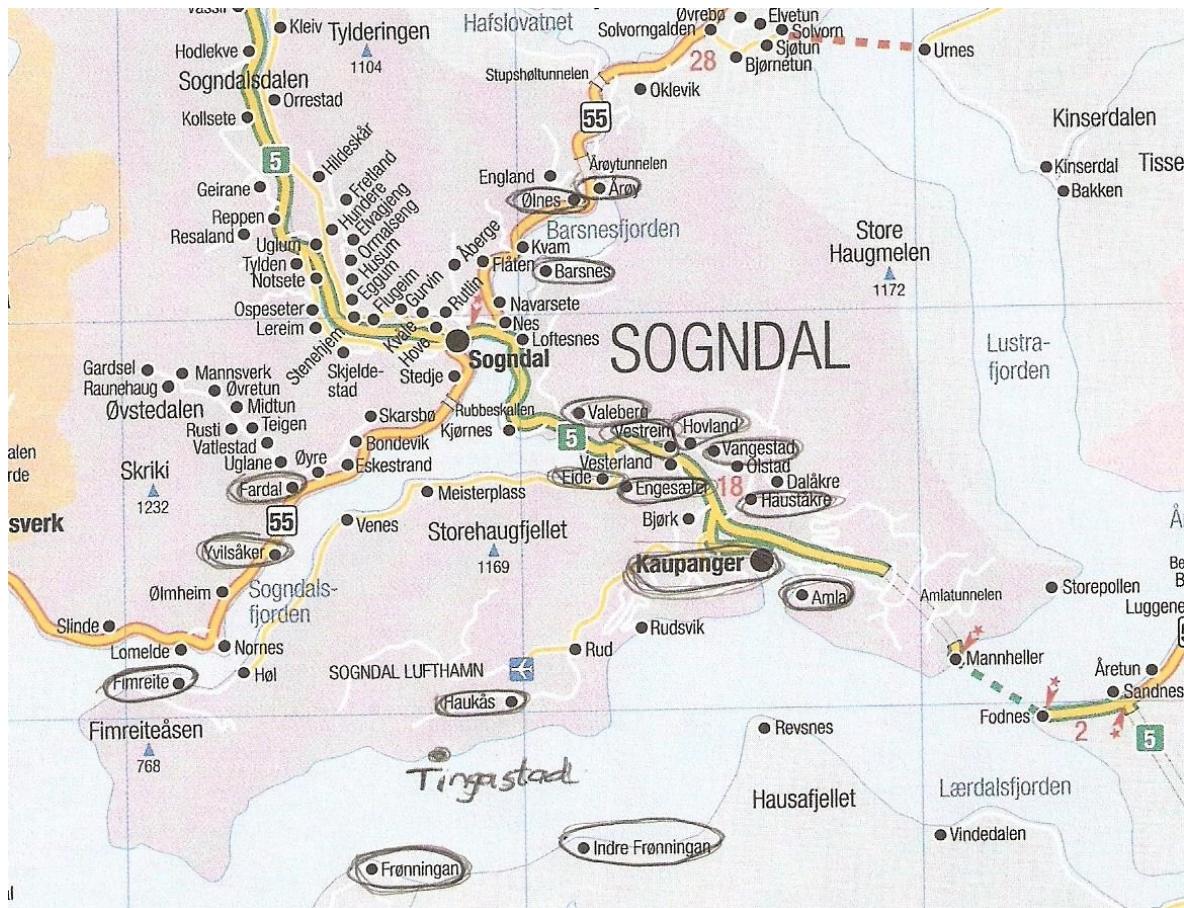 Vassli
Kleiv
Tylderingen
1104
Hafslovatnet
Øvrebø
Elvetun
Solvorngalden
Solvorn
Sjøtun
Bjørnetun
28
Urnes
Hodlekve
Sogndalsdalen
Orrestad
Kollsete
Stupshøltunnelen
Oklevik
55
Kinserdalen
5
Hildeskår
Årøytunnelen
Kinserdal
Tisse
Bakken
Geirane
Fretland
England
Årøy
Ølnes
Reppen
Hundere
Resaland
Elvagjeng
Barsnesfjorden
Uglum
Ormalseng
Åberge
Kvam
Store
Haugmelen
1172
Tylden
Husum
Flåten
Barsnes
Notsete
Eggum
Flugeim
Gurvin
Rutlin
Navarsete
Ospeseter
Lereim
Stenehjem
Kvåle
Hove
Nes
Loftesnes
Sogndal
SOGNDAL
Lustra-
fjorden
Gardsel
Mannsverk
Skjelde-
stad
Stedje
Raunehaug
Øvretun
Øvstedalen
Midtun
Skarsbø
Rubbeskallen
Valeberg
Rusti
Teigen
Kjørnes
5
Vestrein
Hovland
Vatlestad
Bondevik
Vangestad
alen
rde
Uglane
Øyre
Eskestrand
Vesterland
Olstad
Skriki
1232
Fardal
Eide
Engesæter
18
Dalåkre
Meisterplass
Hauståkre
sverk
55
Venes
Storehaugfjellet
1169
Bjørk
Yvilsåker
Kaupanger
Ølmheim
Sogndals-
fjorden
Amla
Amlatunnelen
Storepollen
Luggene
Slinde
Rudsvik
Lomelde
Nornes
Rud
Mannheller
Fimreite
Høl
SOGNDAL LUFTHAMN
Åretun
Sandnes
Haukås
Fodnes
2
5
Fimreiteåsen
768
Revsnes
Tingastad
Hausafjellet
Lærdalsfjorden
Vindedalen
Indre Frønningan
Frønningan